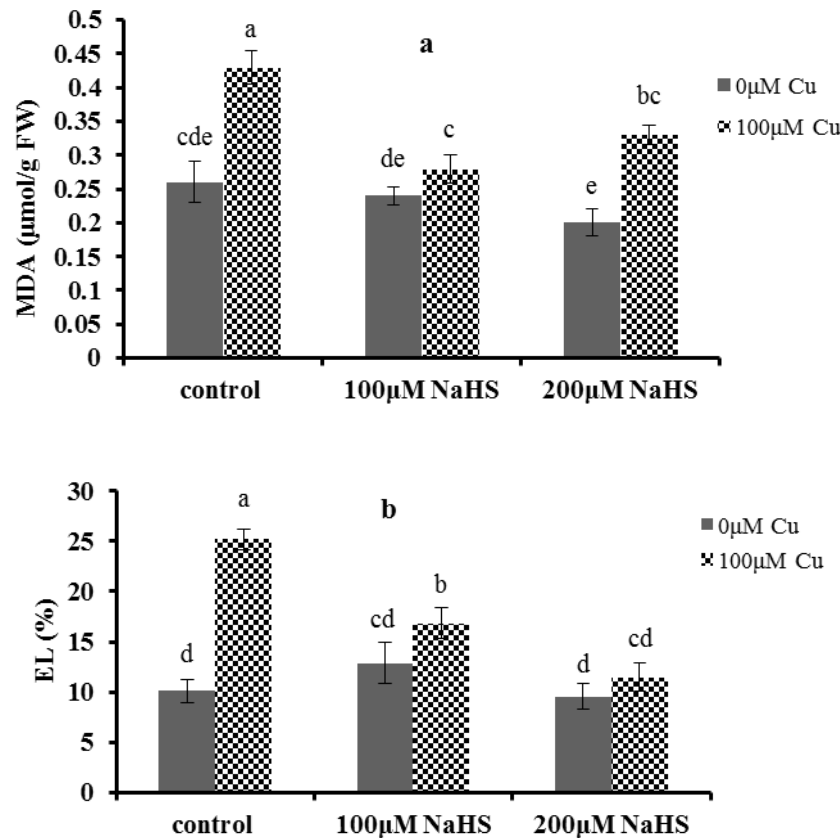 0.5
0.45
0.4
0.35
0.3
0.25
0.2
0.15
0.1
0.05
0
MDA (µmol/g FW)
a
a
cde
de
c
bc
e
0µM Cu
100µM Cu
control
100µM NaHS
200µM NaHS
30
25
20
15
10
5
0
EL (%)
b
a
d
cd
b
d
cd
0µM Cu
100µM Cu
control
100µM NaHS
200µM NaHS